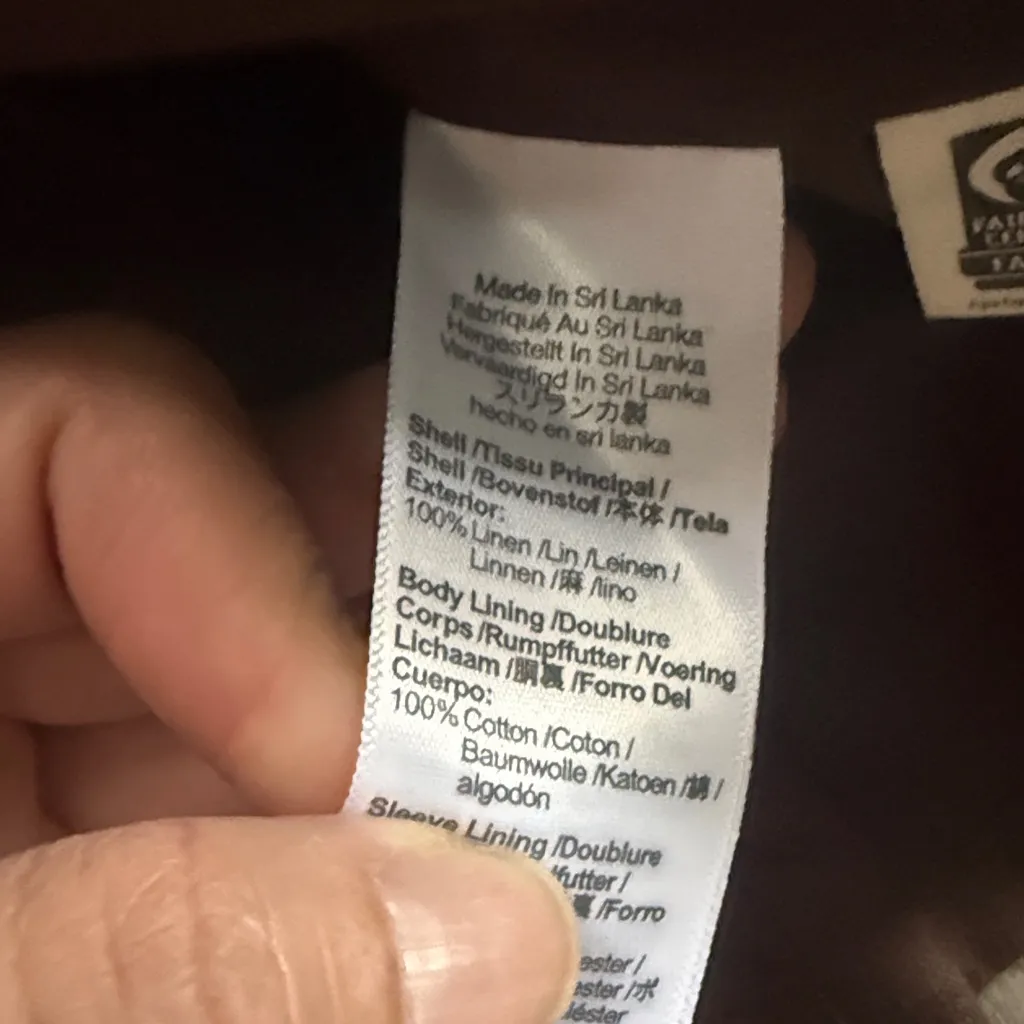 Made In Sri Lanka
Fabriqué Au Sri Lanka
Hergestellt In Sri Lanka
Vervaardigd In Sri Lanka
スリランカ製
hecho en sri lanka
Shell /Tissu Principal /
Shell /Bovenstof /本体 /Tela
Exterior:
100% Linen /Lin /Leinen /
Linnen /麻 /lino
Body Lining /Doublure
Corps /Rumpffutter /Voering
Lichaam /胴裏 /Forro Del
Cuerpo:
100% Cotton /Coton /
Baumwolle /Katoen /綿 /
algodón
Sleeve Lining /Doublure
/Forro